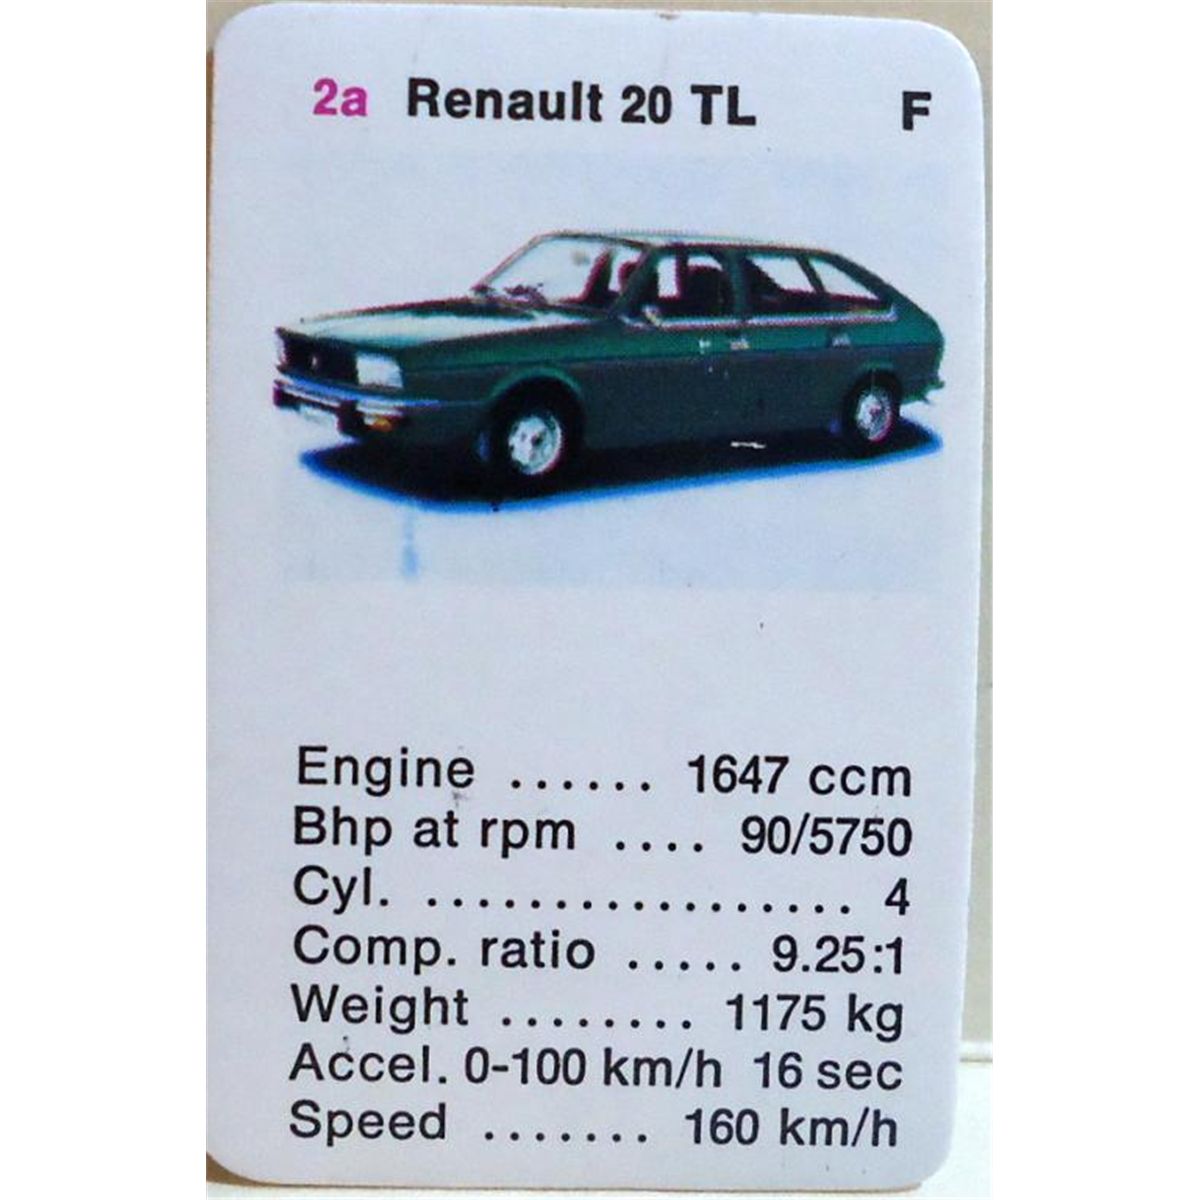 2a Renault 20 TL F
Engine ...... 1647 ccm
Bhp at rpm .... 90/5750
Cyl. ................. 4
Comp. ratio ..... 9.25:1
Weight ........ 1175 kg
Accel. 0-100 km/h 16 sec
Speed ....... 160 km/h